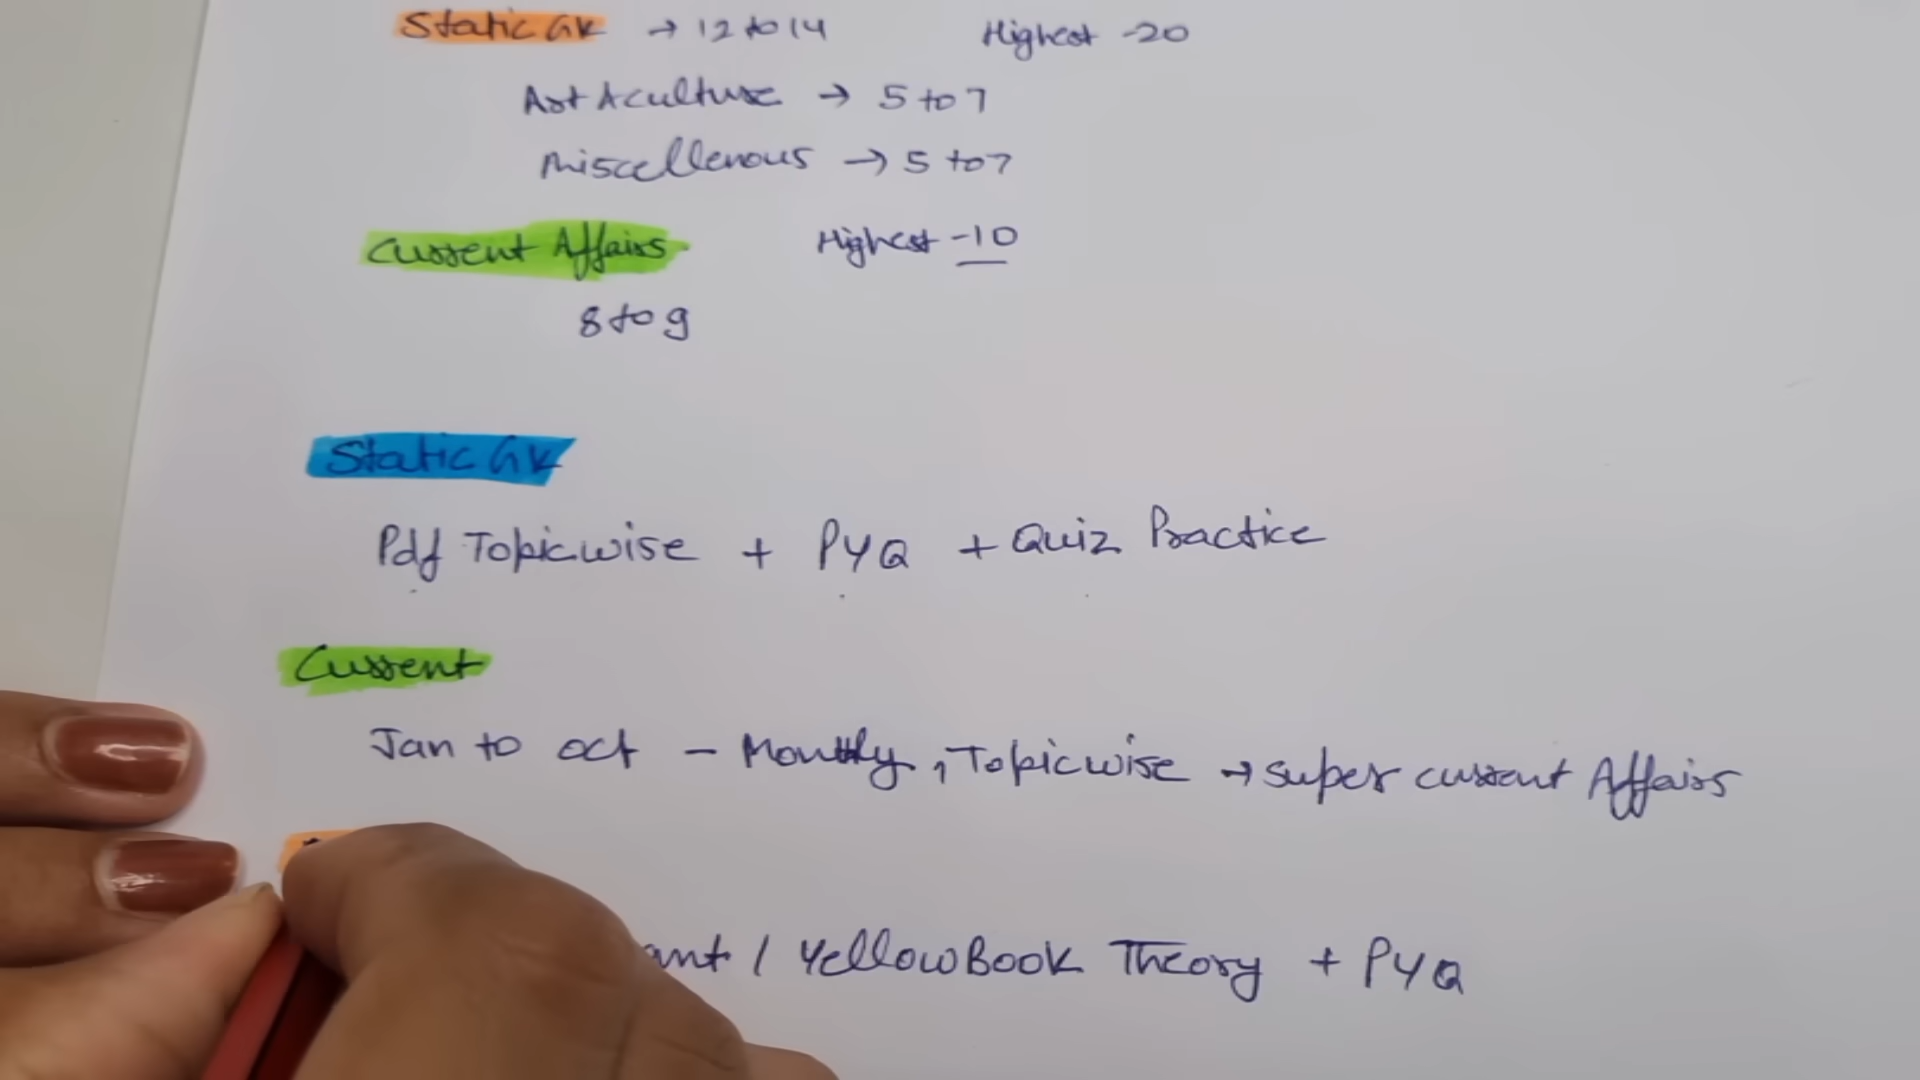 Static GK → 12 to 14 Highest - 20
Art & culture → 5 to 7
Miscellenous → 5 to 7
Current Affairs Highest - 10
8 to 9
Static GK
Pdf Topicwise + PYQ + Quiz Practice
Current
Jan to oct - Monthly, Topicwise → super current Affairs
/ Yellow Book Theory + PYQ